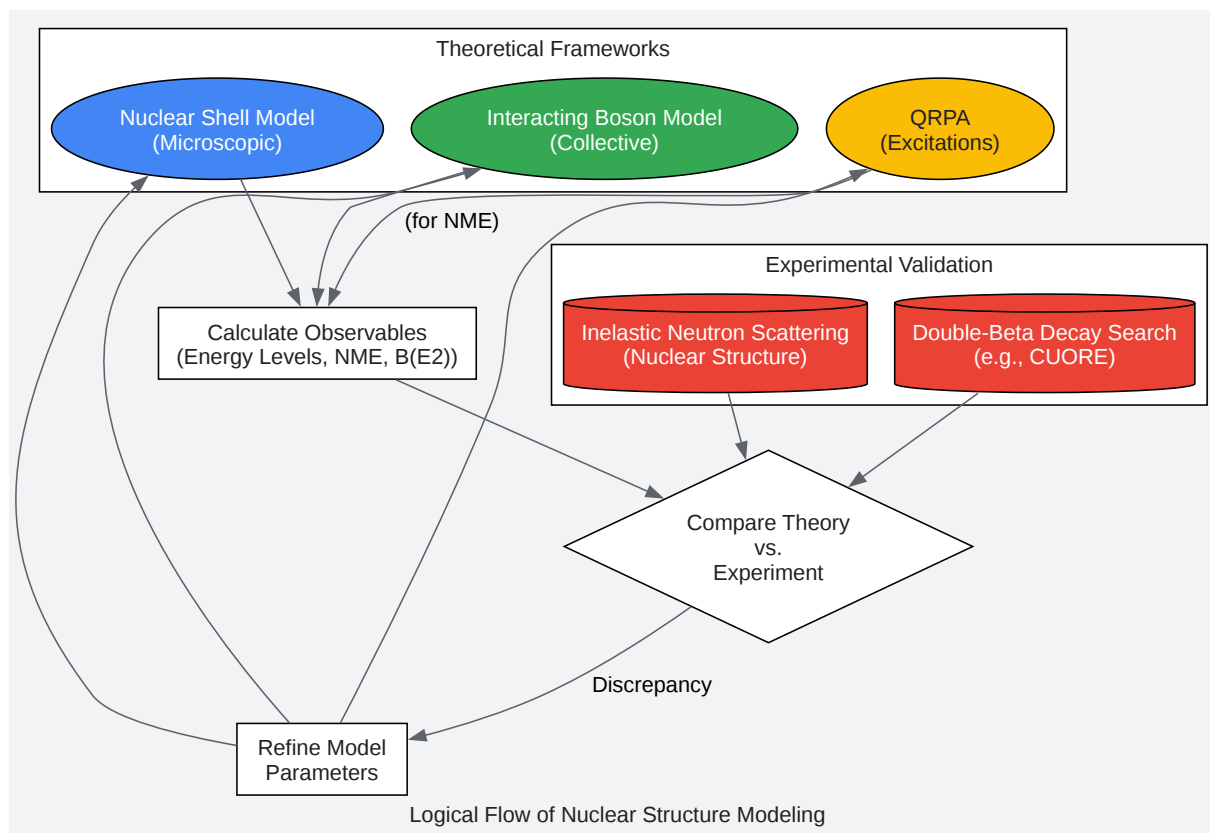 Theoretical Frameworks
Nuclear Shell Model
(Microscopic)
Interacting Boson Model
(Collective)
QRPA
(Excitations)
(for NME)
Experimental Validation
Calculate Observables
(Energy Levels, NME, B(E2))
Inelastic Neutron Scattering
(Nuclear Structure)
Double-Beta Decay Search
(e.g., CUORE)
Compare Theory
vs.
Experiment
Discrepancy
Refine Model
Parameters
Logical Flow of Nuclear Structure Modeling